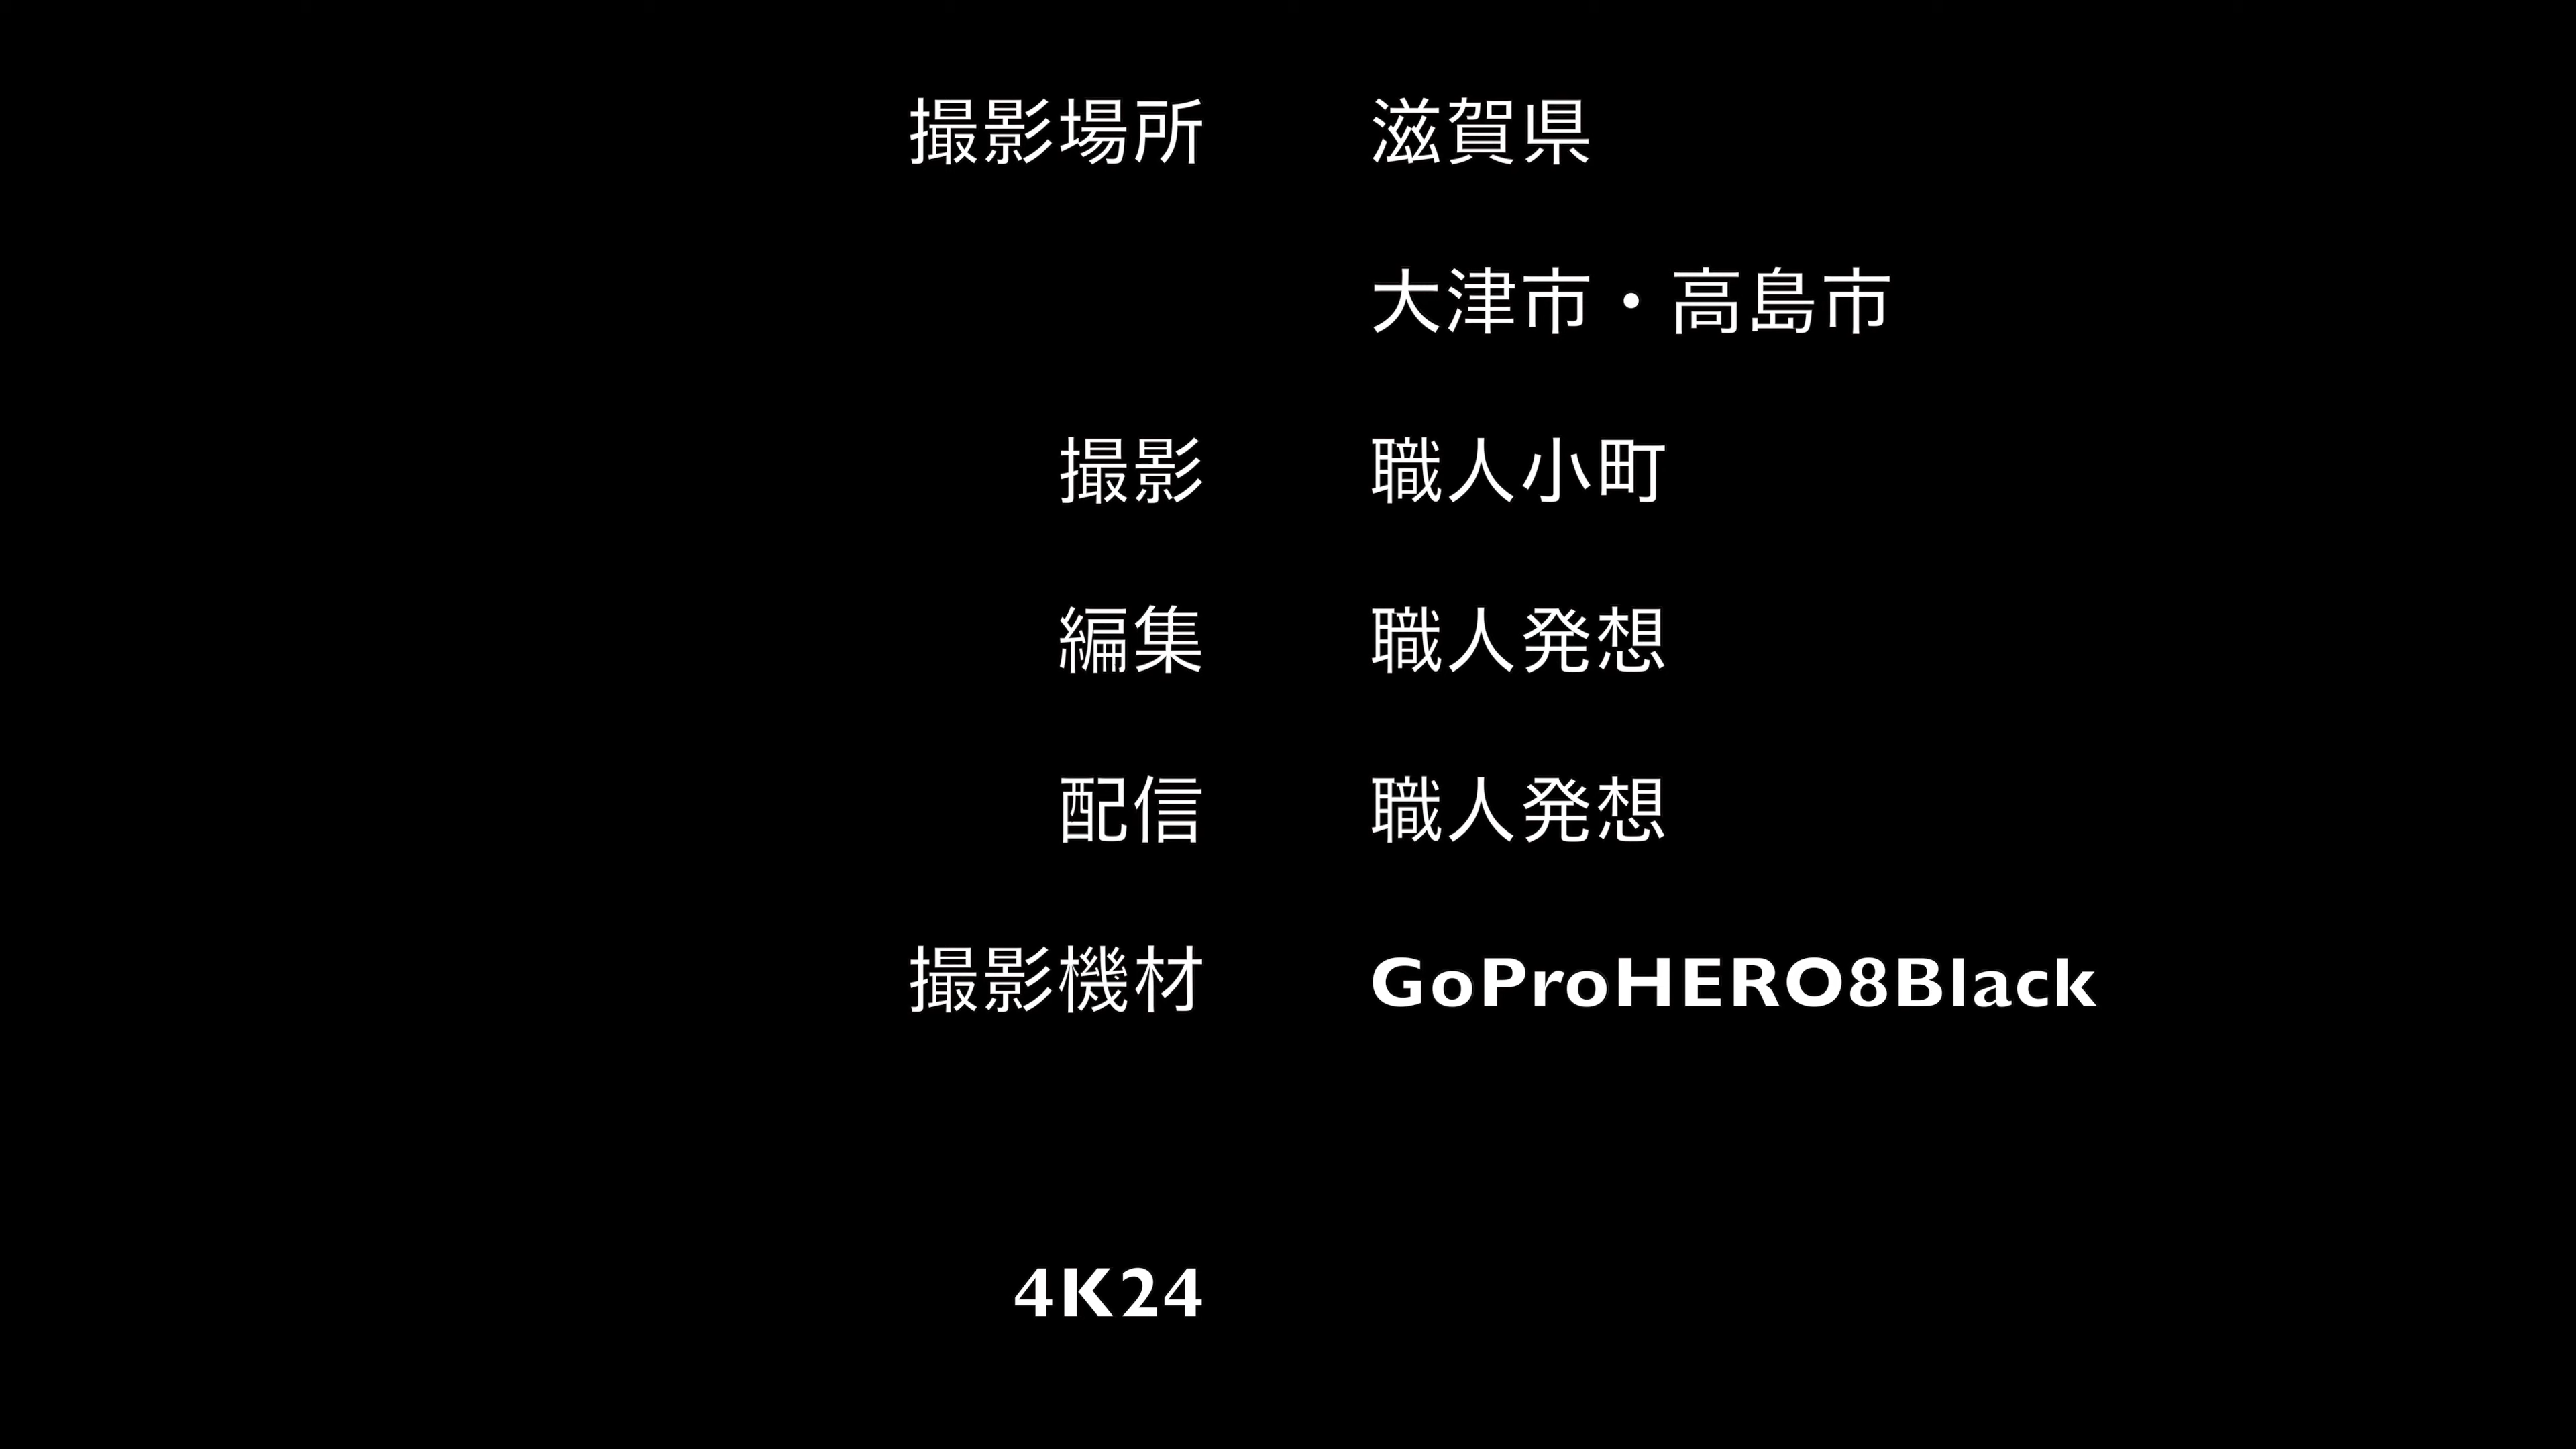 撮影場所 滋賀県
大津市・高島市
撮影 職人小町
編集 職人発想
配信 職人発想
撮影機材 GoProHERO8Black
4K24